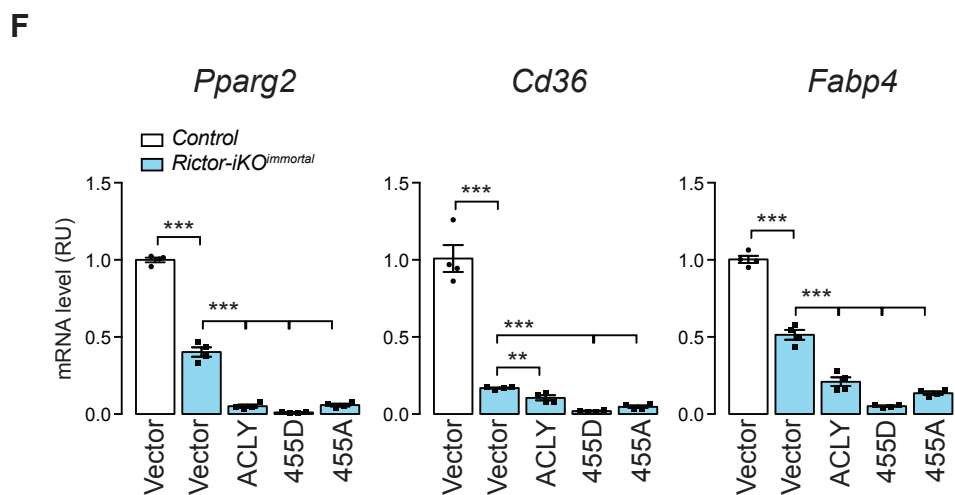 F
Pparg2 Cd36 Fabp4
Control
Rictor-iKOimmortal
mRNA level (RU)
1.5 1.5 1.5
*** *** ***
1.0 1.0 1.0
*** *** ***
0.5 0.5 0.5
**
0.0 0.0 0.0
Vector Vector ACLY 455D 455A Vector Vector ACLY 455D 455A Vector Vector ACLY 455D 455A